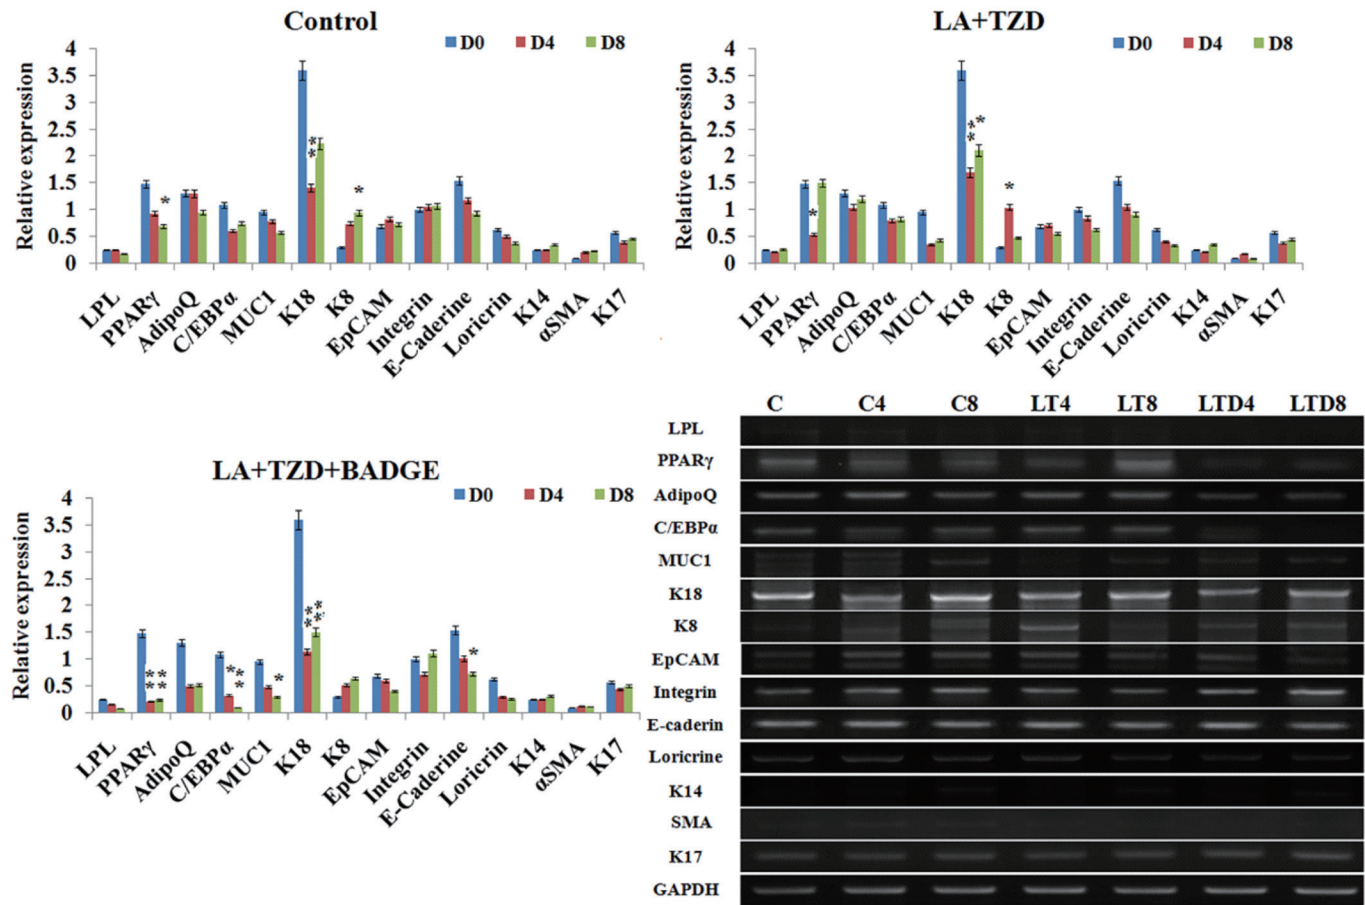 Control
D0 D4 D8
Relative expression
4
3.5
3
2.5
2
1.5
1
0.5
0
** * *
LPL PPARγ AdipoQ C/EBPα MUC1 K18 K8 EpCAM Integrin E-Caderine Loricrin K14 αSMA K17
LA+TZD
D0 D4 D8
Relative expression
4
3.5
3
2.5
2
1.5
1
0.5
0
* ** * *
LPL PPARγ AdipoQ C/EBPα MUC1 K18 K8 EpCAM Integrin E-Caderine Loricrin K14 αSMA K17
LA+TZD+BADGE
D0 D4 D8
Relative expression
4
3.5
3
2.5
2
1.5
1
0.5
0
** ** * ** * ** ** *
LPL PPARγ AdipoQ C/EBPα MUC1 K18 K8 EpCAM Integrin E-Caderine Loricrin K14 αSMA K17
C C4 C8 LT4 LT8 LTD4 LTD8
LPL
PPARγ
AdipoQ
C/EBPα
MUC1
K18
K8
EpCAM
Integrin
E-caderin
Loricrine
K14
SMA
K17
GAPDH